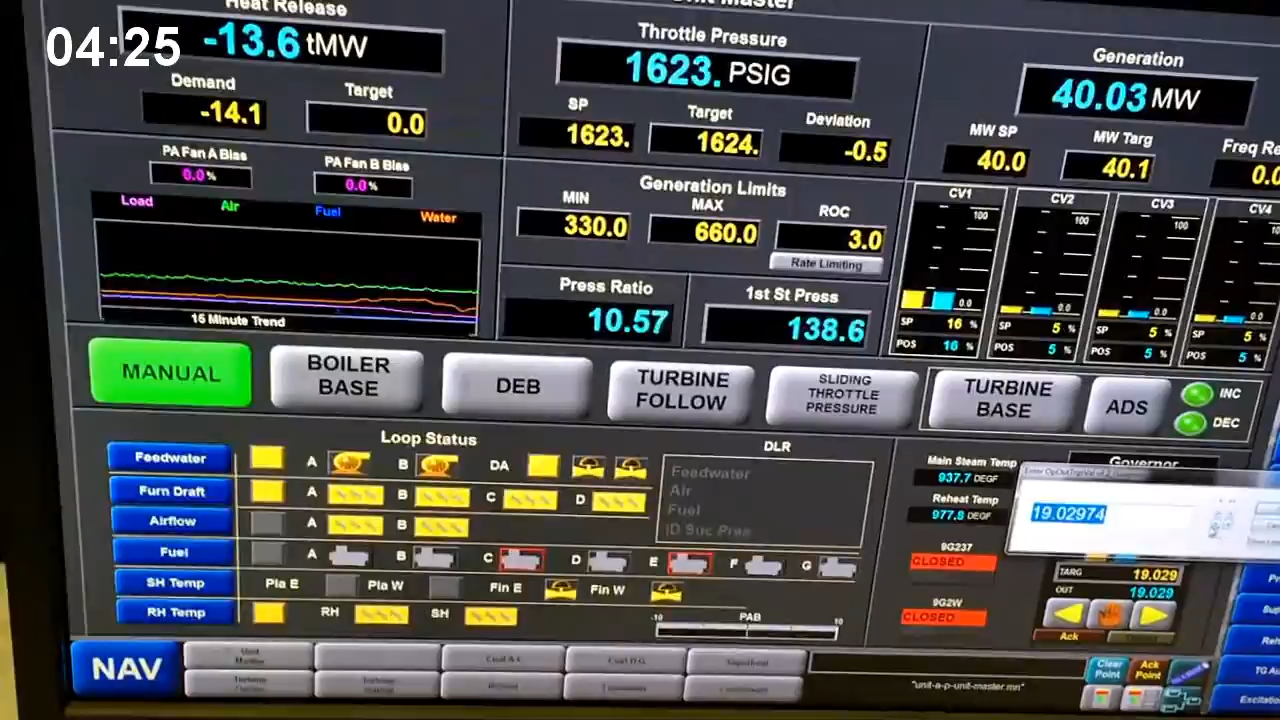 04:25
Heat Release
-13.6 tMW
Demand
Target
-14.1
0.0
PA Fan A Bias
PA Fan B Bias
0.0 %
0.0 %
Load
Air
Fuel
Water
15 Minute Trend
Unit Master
Throttle Pressure
1623. PSIG
SP
Target
Deviation
1623.
1624.
-0.5
Generation Limits
MIN
MAX
ROC
330.0
660.0
3.0
Rate Limiting
Press Ratio
1st St Press
10.57
138.6
Generation
40.03 MW
MW SP
MW Targ
Freq Re
40.0
40.1
0.0
CV1
CV2
CV3
CV4
100
100
100
10
0.0
0.0
0.0
0.0
SP 16 %
SP 5 %
SP 5 %
SP 5
POS 16 %
POS 5 %
POS 5 %
POS 5
MANUAL
BOILER
BASE
DEB
TURBINE
FOLLOW
SLIDING
THROTTLE
PRESSURE
TURBINE
BASE
ADS
INC
DEC
Loop Status
Feedwater
A
B
DA
Furn Draft
A
B
C
D
Airflow
A
B
Fuel
A
B
C
D
E
F
G
SH Temp
Pla E
Pla W
Fin E
Fin W
RH Temp
RH
SH
DLR
Feedwater
Air
Fuel
ID Suc Pres
-10 PAB 10
Main Steam Temp
937.7 DEGF
Reheat Temp
977.8 DEGF
9G237
CLOSED
9G2W
CLOSED
Governor
19.02974
TARG 19.029
OUT 19.029
Ack
NAV
"unit-a-p-unit-master.mn"
Clear
Point
Ack
Point
Sup
Reh
TG A
Excitatio